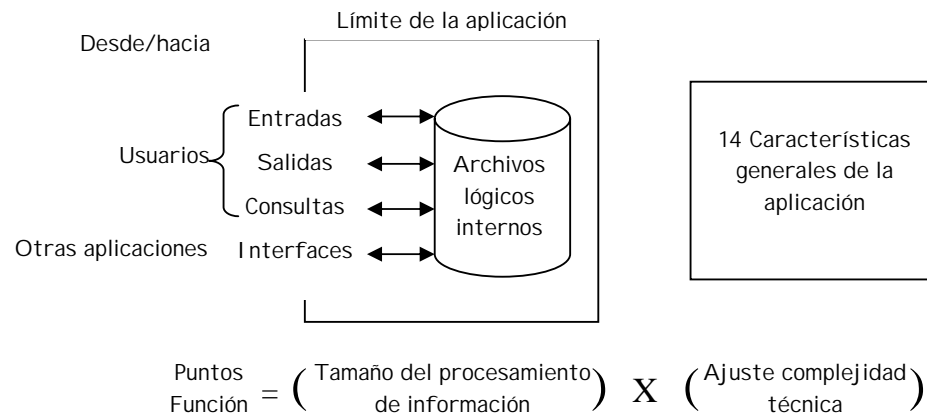 Límite de la aplicación
Desde/hacia
Entradas
Usuarios
Salidas
Consultas
Otras aplicaciones
Interfaces
Archivos
lógicos
internos
14 Características
generales de la
aplicación
Puntos
Función
=
(
Tamaño del procesamiento
de información
)
X
(
Ajuste complejidad
técnica
)